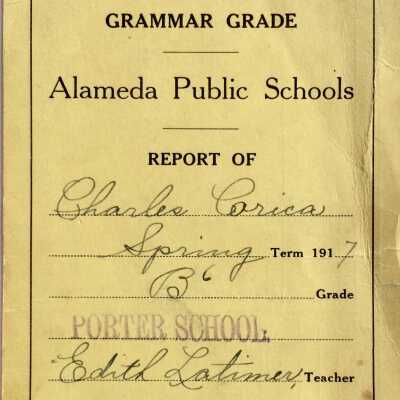 GRAMMAR GRADE
Alameda Public Schools
REPORT OF
Charles Corica
Spring Term 1917
B6 Grade
PORTER SCHOOL.
Edith Latimer, Teacher